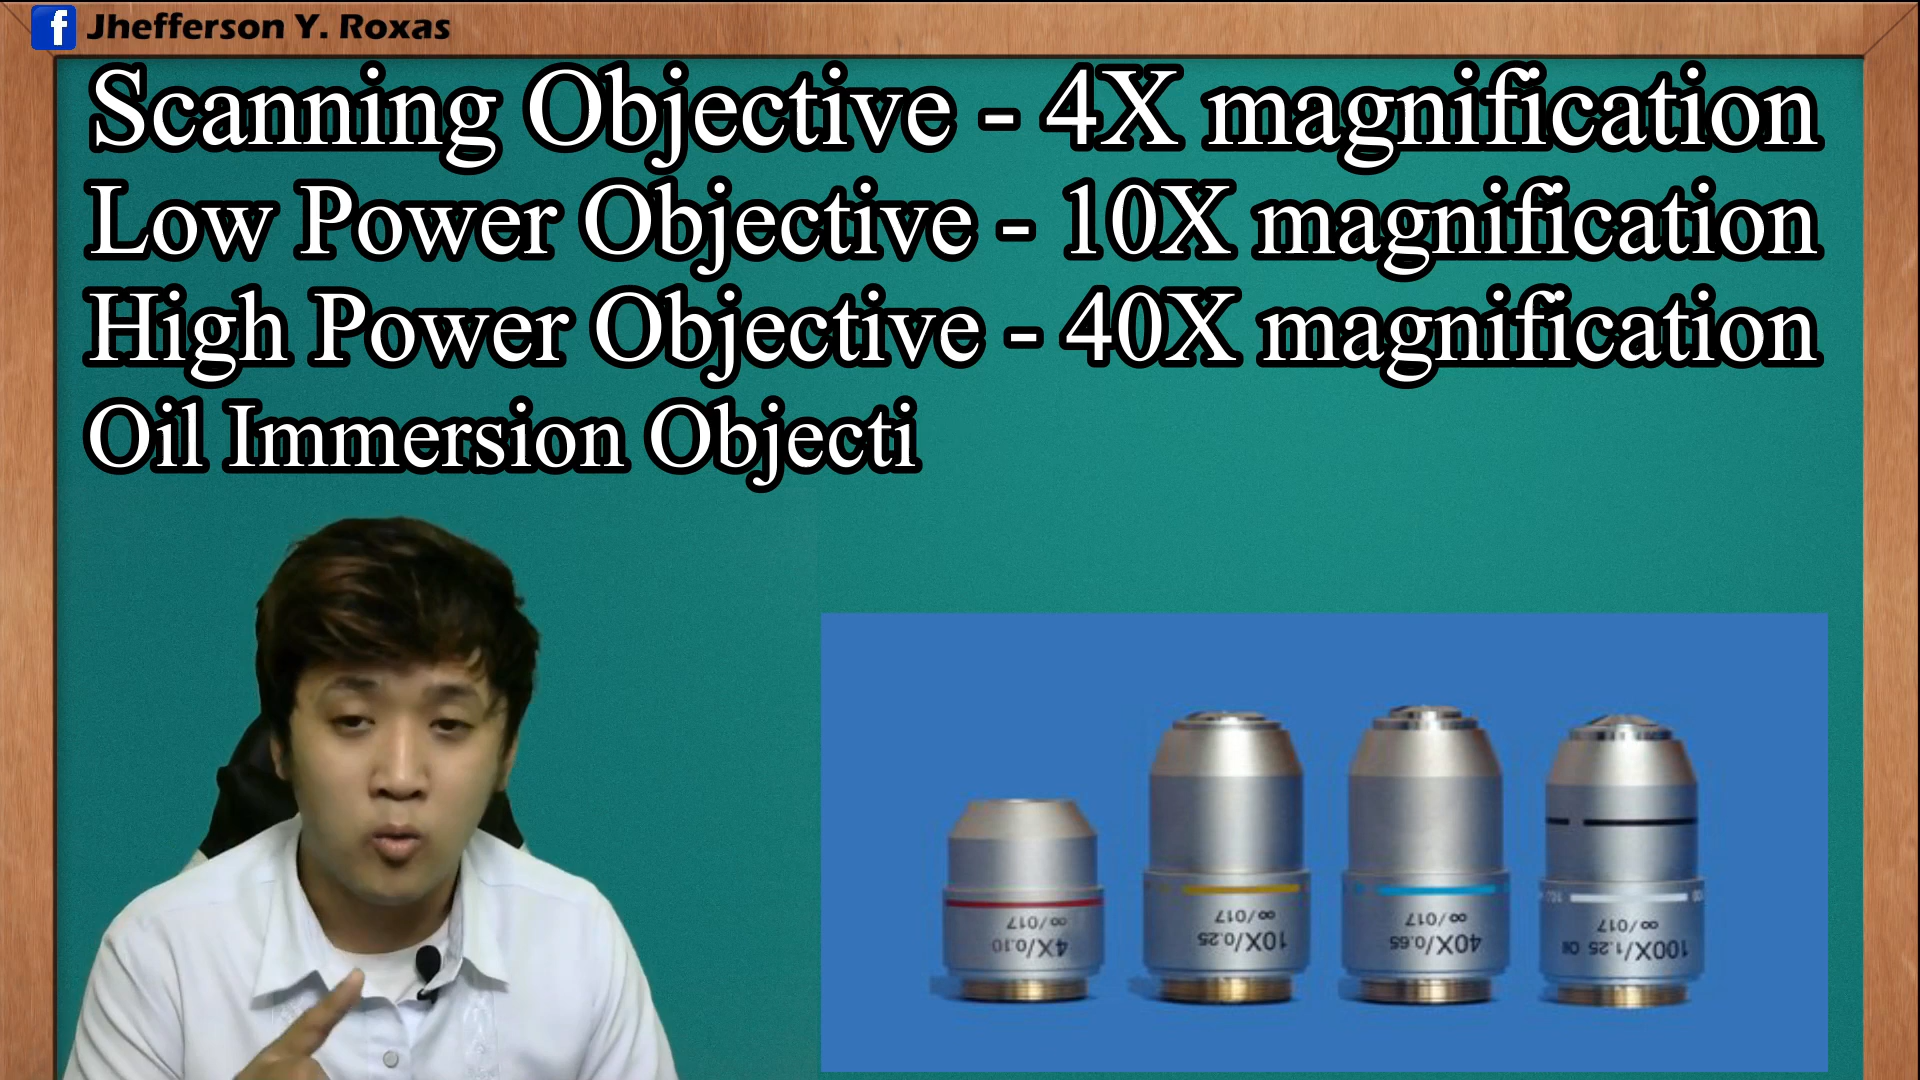 f Jhefferson Y. Roxas
Scanning Objective - 4X magnification
Low Power Objective - 10X magnification
High Power Objective - 40X magnification
Oil Immersion Objecti
∞/017
4X/0.10
∞/017
10X/0.25
∞/017
40X/0.65
∞/017
100X/1.25 Oil